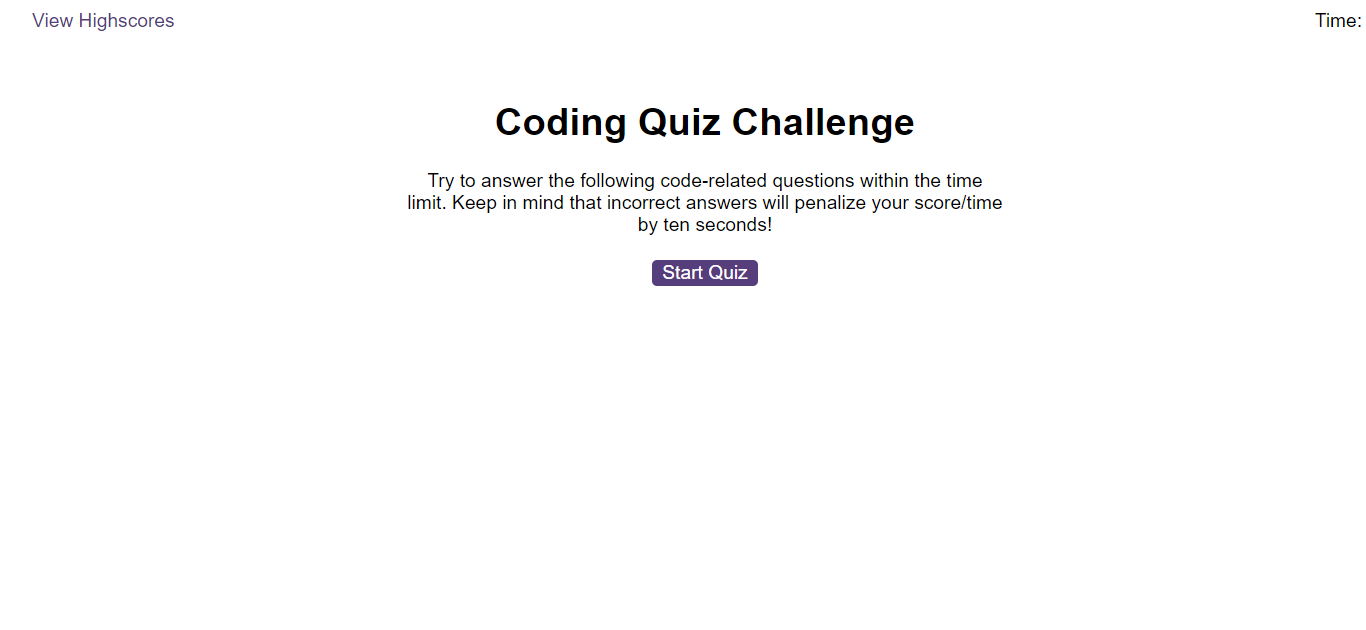 View Highscores
Time:
Coding Quiz Challenge
Try to answer the following code-related questions within the time
limit. Keep in mind that incorrect answers will penalize your score/time
by ten seconds!
Start Quiz